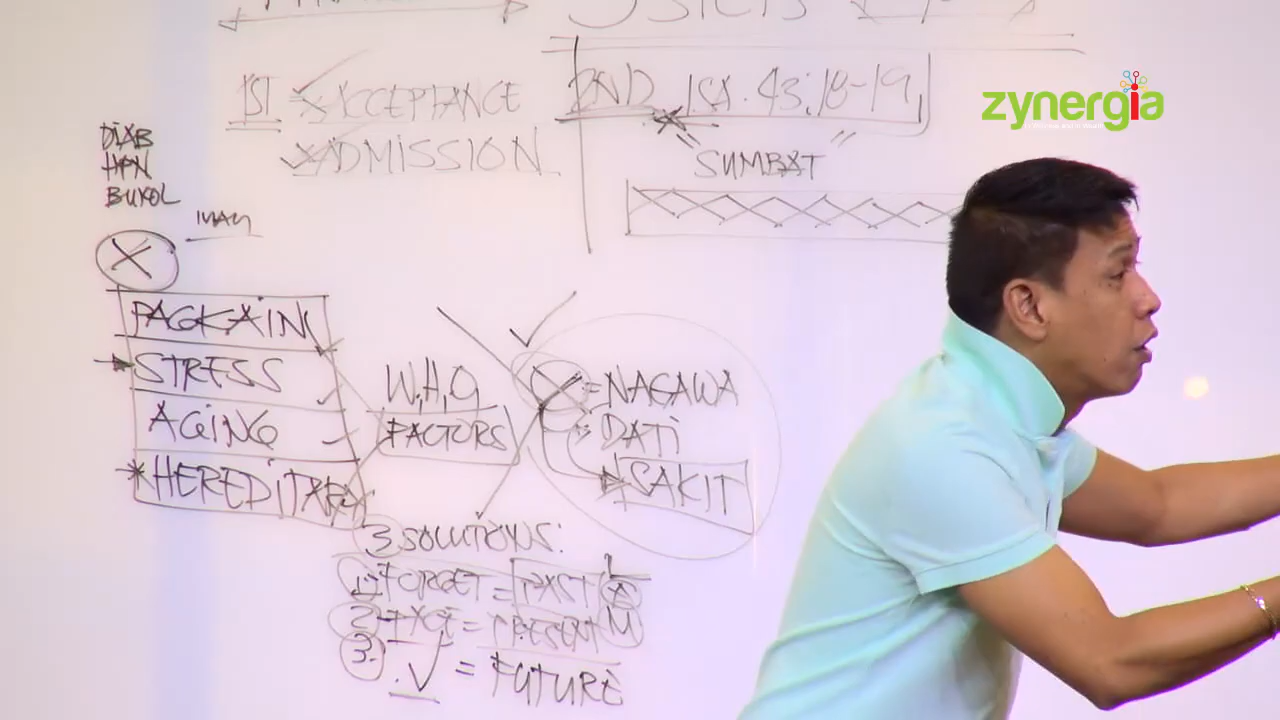 1ST ACCEPTANCE
ADMISSION
2ND ISA. 43:18-19
" SUMBAT "
zynergia
DIAB
HPN
BUKOL
X
PAGKAIN
STRESS
AGING
*HEREDITARY
W.H.O
FACTORS
X = NAGAWA
DATI
SAKIT
3 SOLUTIONS:
1. FORGET = PAST
2. FACE = PRESENT
3. V = FUTURE